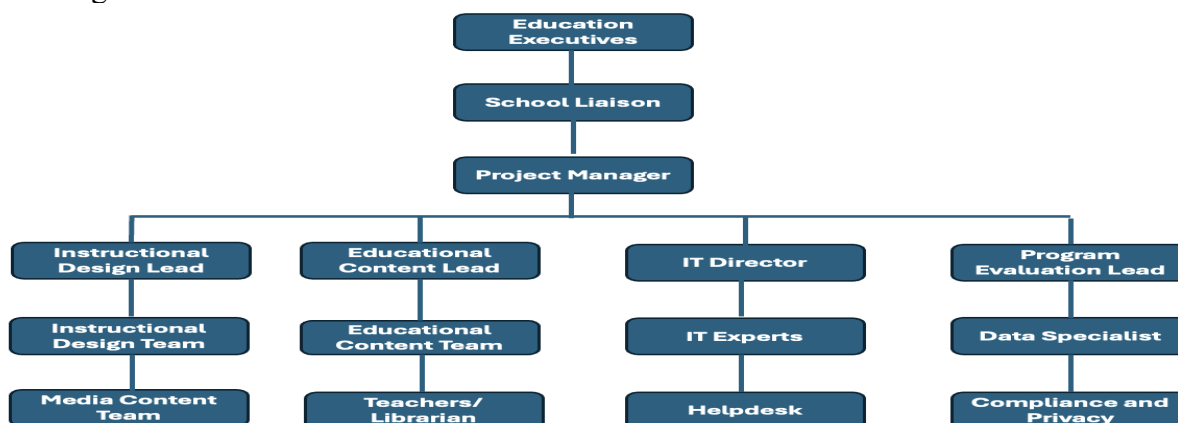 Education
Executives
School Liaison
Project Manager
Instructional
Design Lead
Educational
Content Lead
IT Director
Program
Evaluation Lead
Instructional
Design Team
Educational
Content Team
IT Experts
Data Specialist
Media Content
Team
Teachers/
Librarian
Helpdesk
Compliance and
Privacy